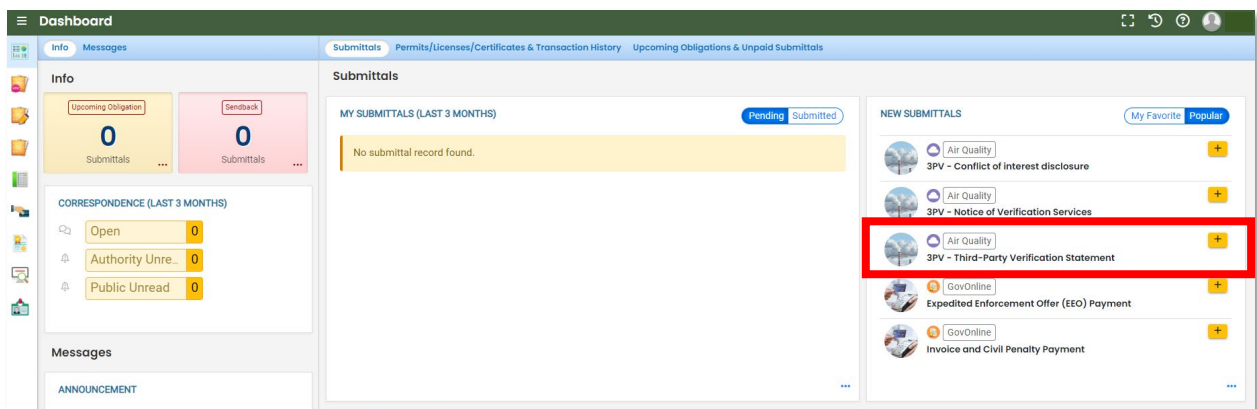 Dashboard
Info Messages
Info
Upcoming Obligation
0
Submittals
...
Sendback
0
Submittals
...
CORRESPONDENCE (LAST 3 MONTHS)
Open 0
Authority Unre... 0
Public Unread 0
Messages
ANNOUNCEMENT
Submittals Permits/Licenses/Certificates & Transaction History Upcoming Obligations & Unpaid Submittals
Submittals
MY SUBMITTALS (LAST 3 MONTHS) Pending Submitted
No submittal record found.
...
NEW SUBMITTALS My Favorite Popular
Air Quality +
3PV - Conflict of interest disclosure
Air Quality +
3PV - Notice of Verification Services
Air Quality +
3PV - Third-Party Verification Statement
GovOnline +
Expedited Enforcement Offer (EEO) Payment
GovOnline +
Invoice and Civil Penalty Payment
...